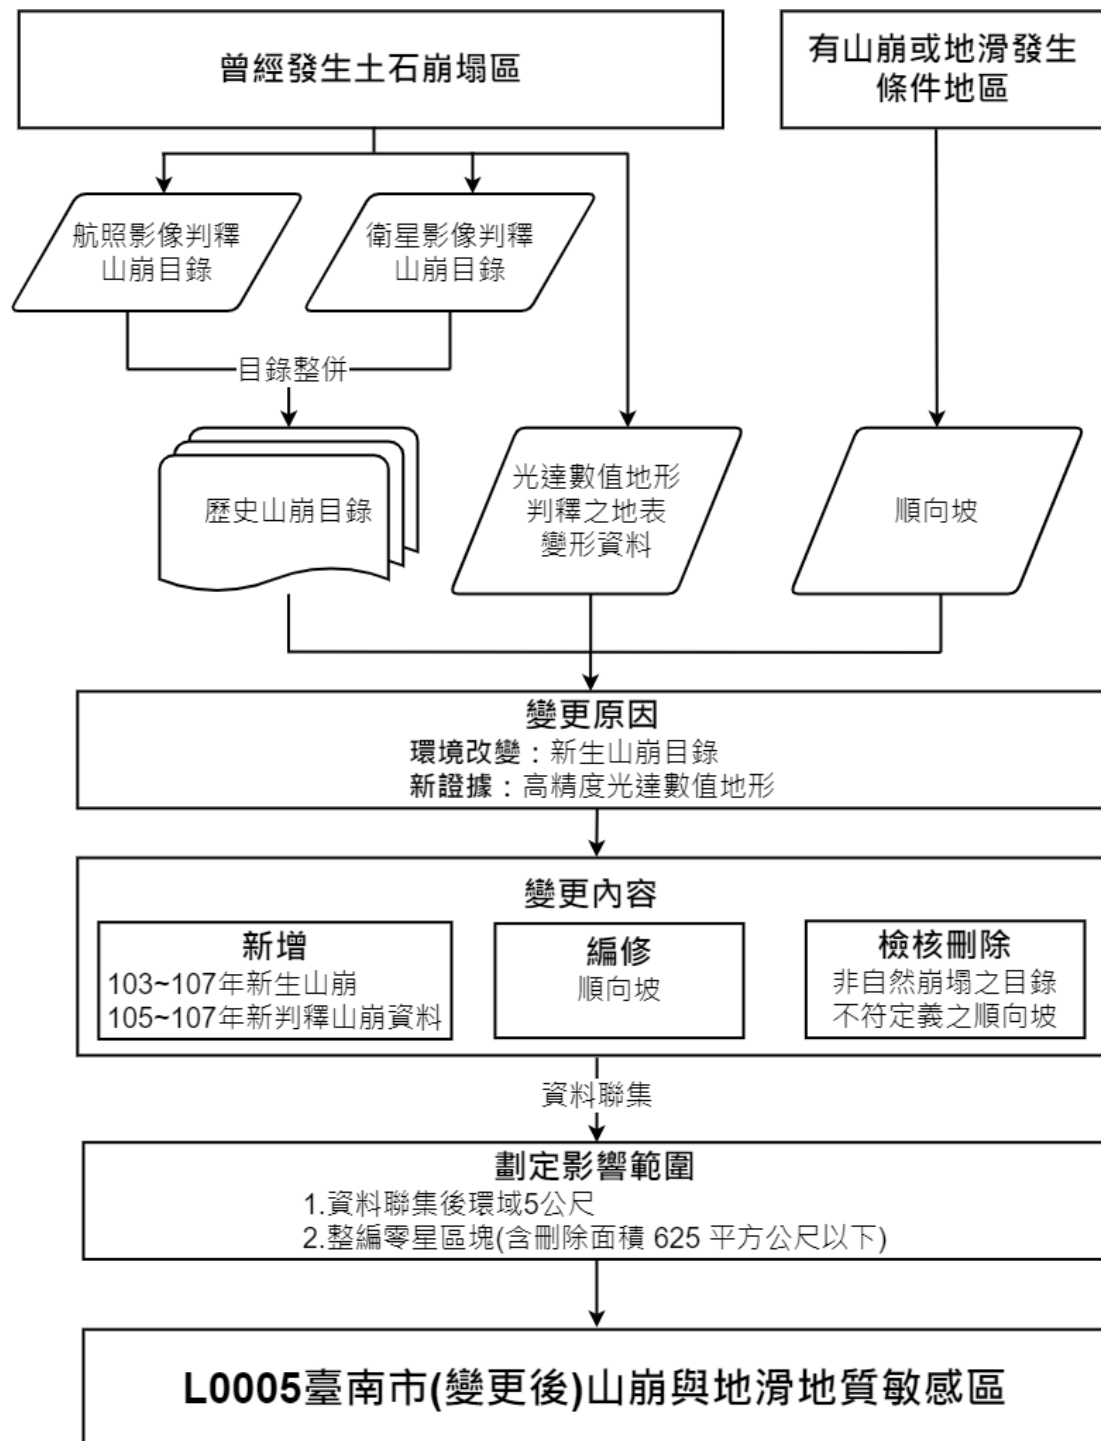 曾經發生土石崩塌區
有山崩或地滑發生
條件地區
航照影像判釋
山崩目錄
衛星影像判釋
山崩目錄
目錄整併
歷史山崩目錄
光達數值地形
判釋之地表
變形資料
順向坡
變更原因
環境改變：新生山崩目錄
新證據：高精度光達數值地形
變更內容
新增
103~107年新生山崩
105~107年新判釋山崩資料
編修
順向坡
檢核刪除
非自然崩塌之目錄
不符定義之順向坡
資料聯集
劃定影響範圍
1.資料聯集後環域5公尺
2.整編零星區塊(含刪除面積 625 平方公尺以下)
L0005臺南市(變更後)山崩與地滑地質敏感區